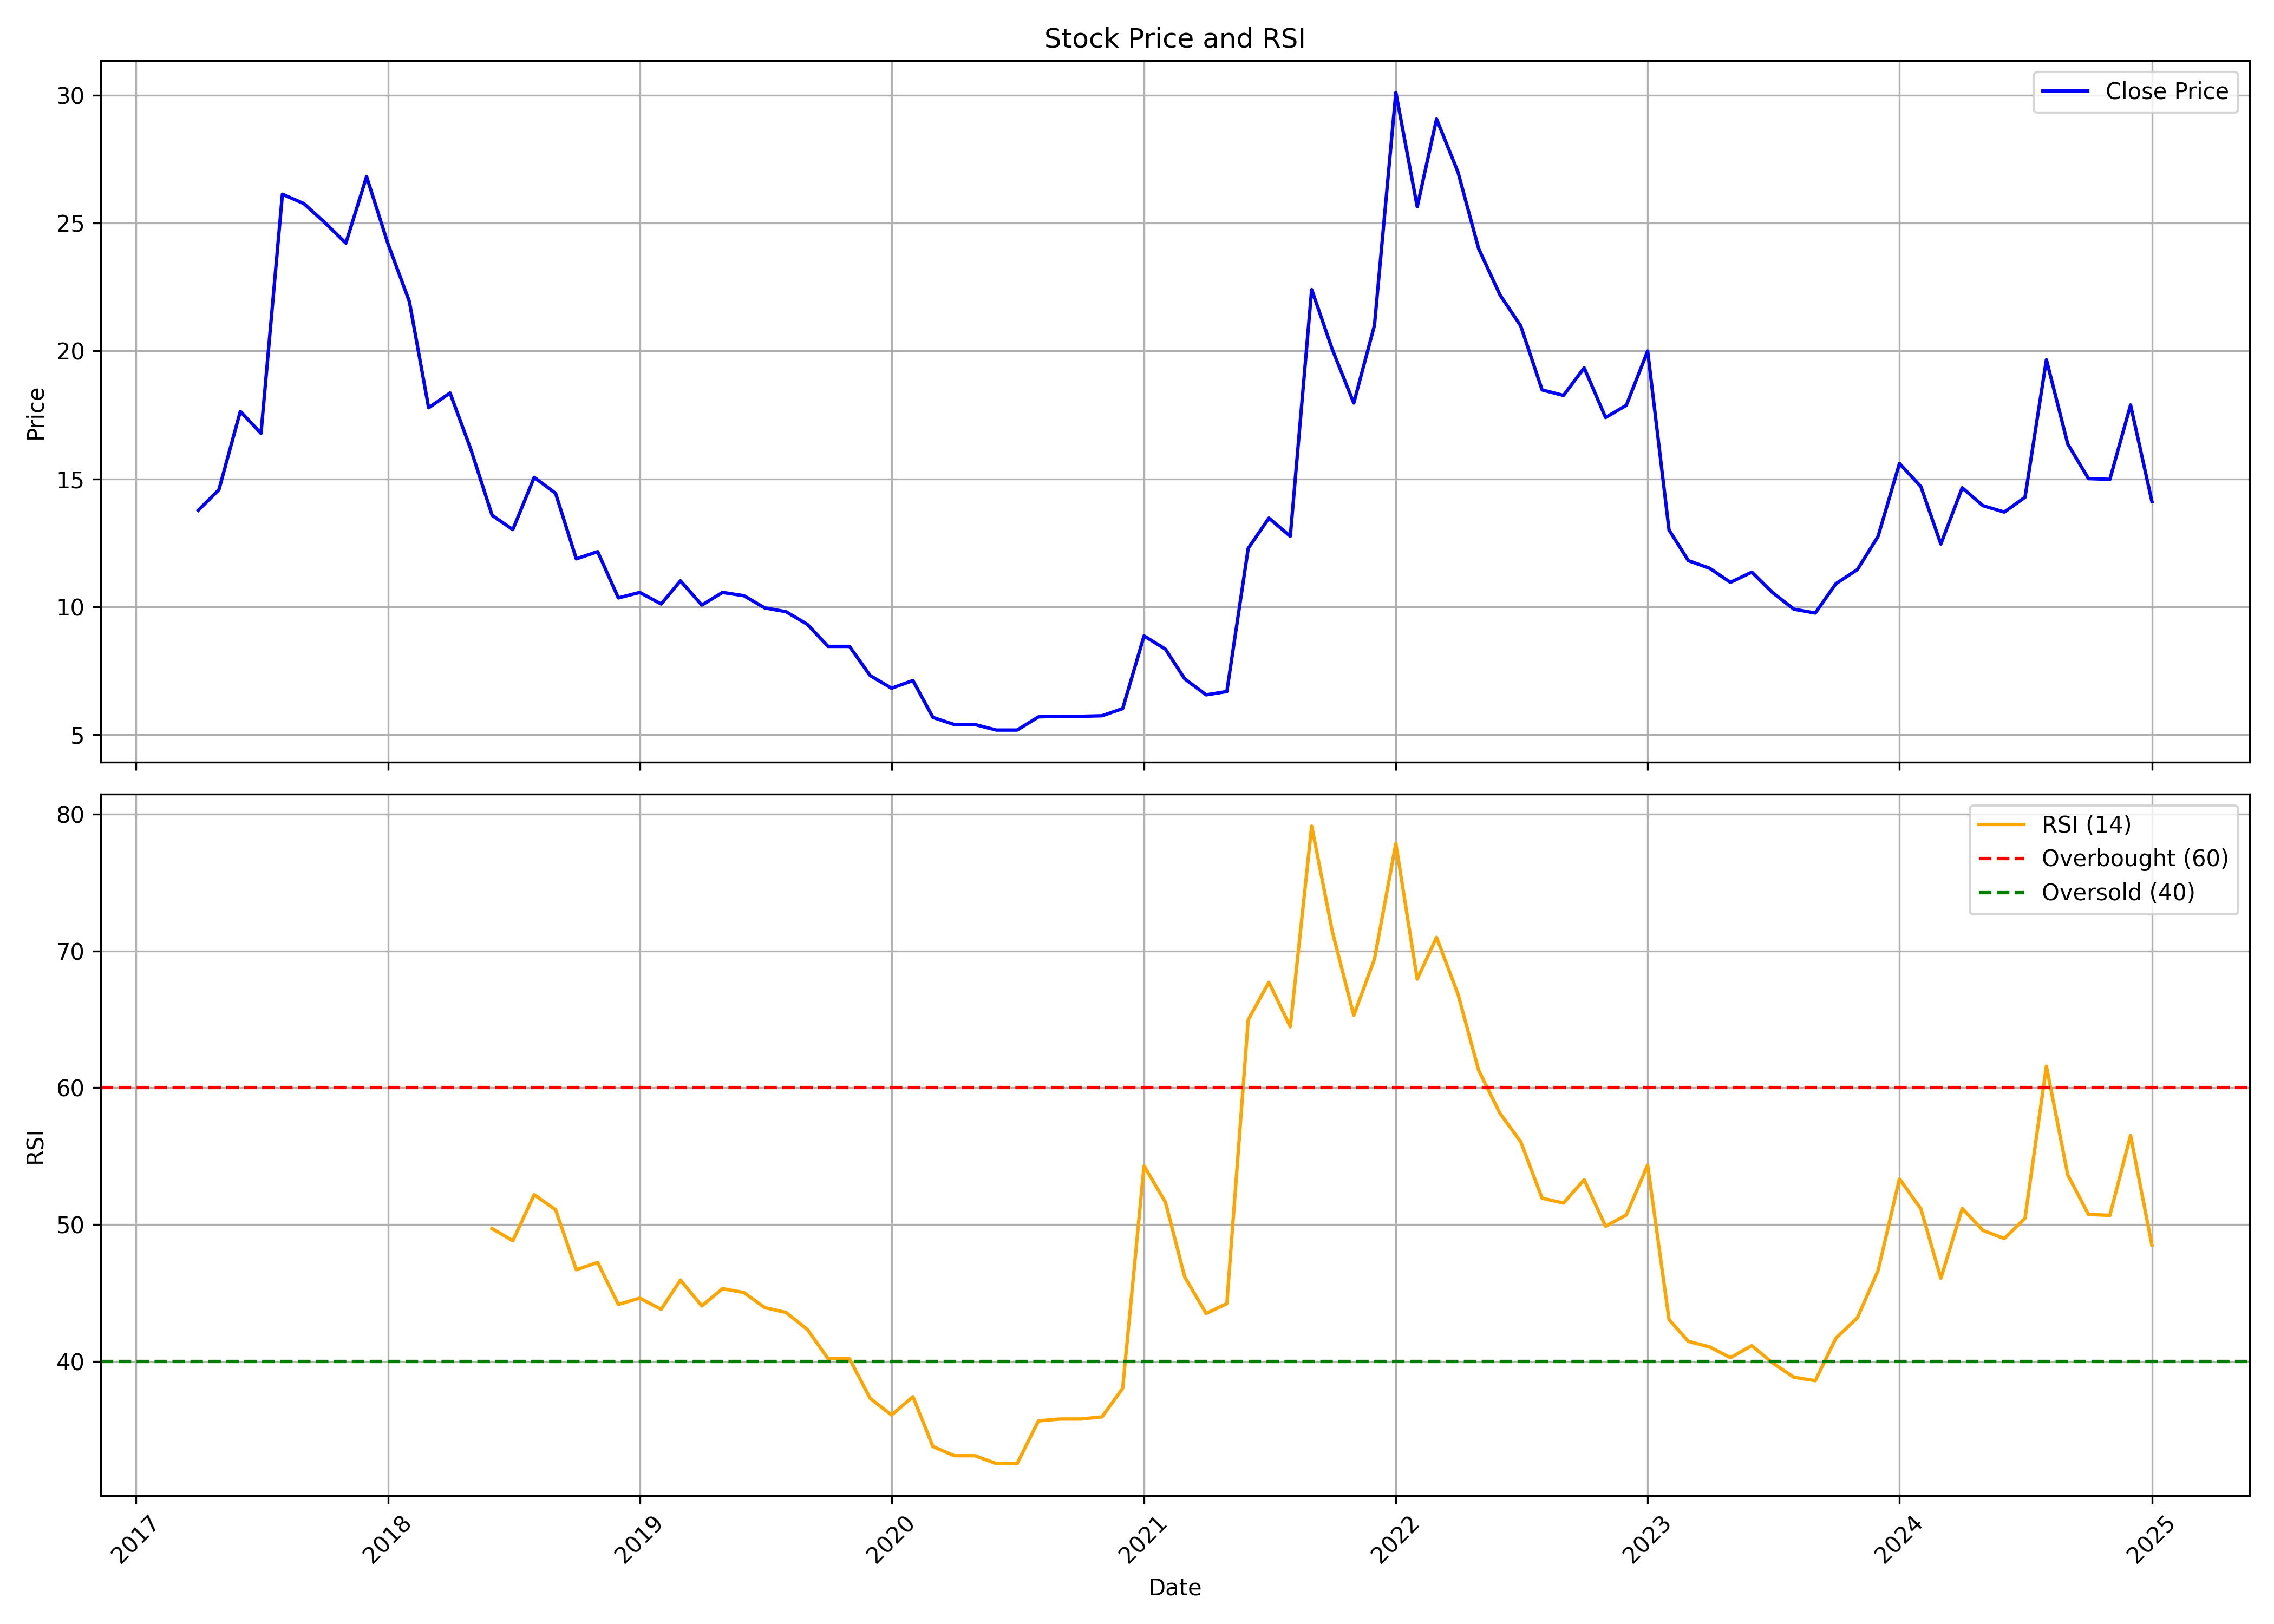 Stock Price and RSI
Price
30
25
20
15
10
5
Close Price
RSI
80
70
60
50
40
RSI (14)
Overbought (60)
Oversold (40)
2017
2018
2019
2020
2021
2022
2023
2024
2025
Date